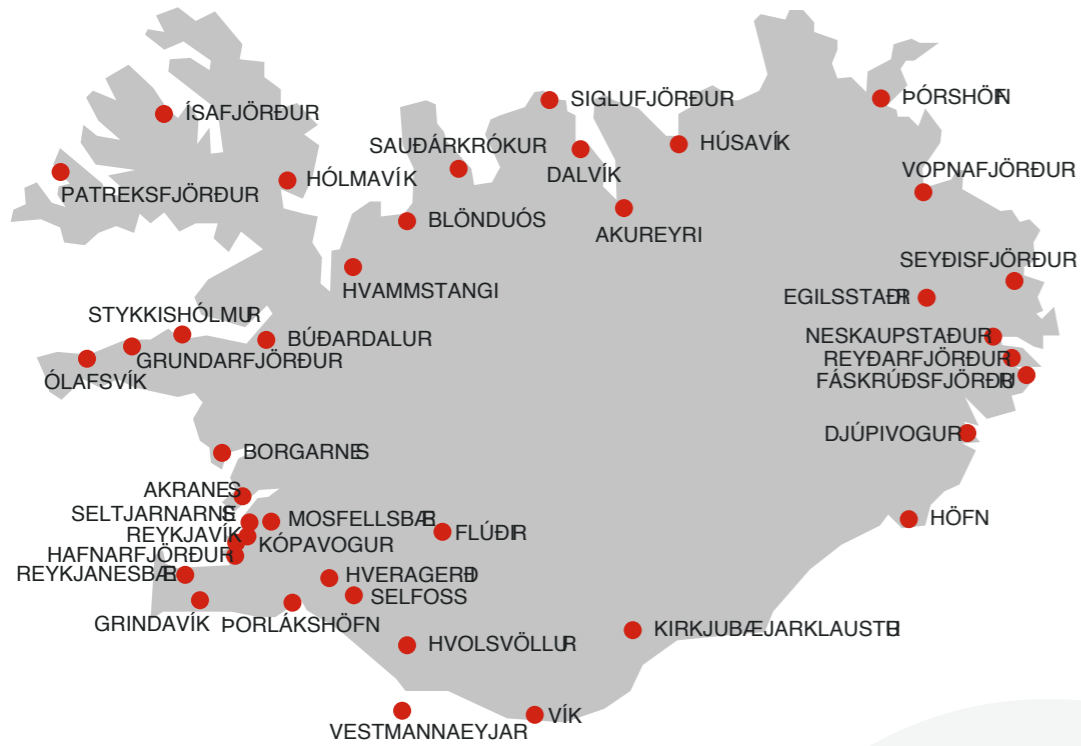 SIGLUFJÖRÐUR
ÞÓRSHÖFN
ÍSAFJÖRÐUR
SAUÐÁRKRÓKUR
HÚSAVÍK
VOPNAFJÖRÐUR
DALVÍK
HÓLMAVÍK
PATREKSFJÖRÐUR
BLÖNDUÓS
AKUREYRI
SEYÐISFJÖRÐUR
HVAMMSTANGI
EGILSSTAÐIR
STYKKISHÓLMUR
BÚÐARDALUR
NESKAUPSTAÐUR
GRUNDARFJÖRÐUR
REYÐARFJÖRÐUR
ÓLAFSVÍK
FÁSKRÚÐSFJÖRÐUR
DJÚPIVOGUR
BORGARNES
AKRANES
SELTJARNARNES
MOSFELLSBÆR
HÖFN
REYKJAVÍK
FLÚÐIR
KÓPAVOGUR
HAFNARFJÖRÐUR
REYKJANESBÆR
HVERAGERÐI
SELFOSS
GRINDAVÍK
ÞORLÁKSHÖFN
KIRKJUBÆJARKLAUSTUR
HVOLSVÖLLUR
VÍK
VESTMANNAEYJAR